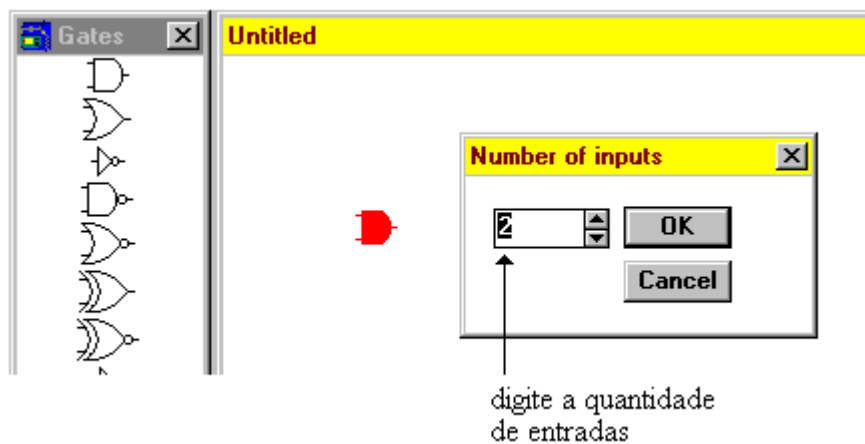 Gates
Untitled
Number of inputs
2
OK
Cancel
digite a quantidade
de entradas